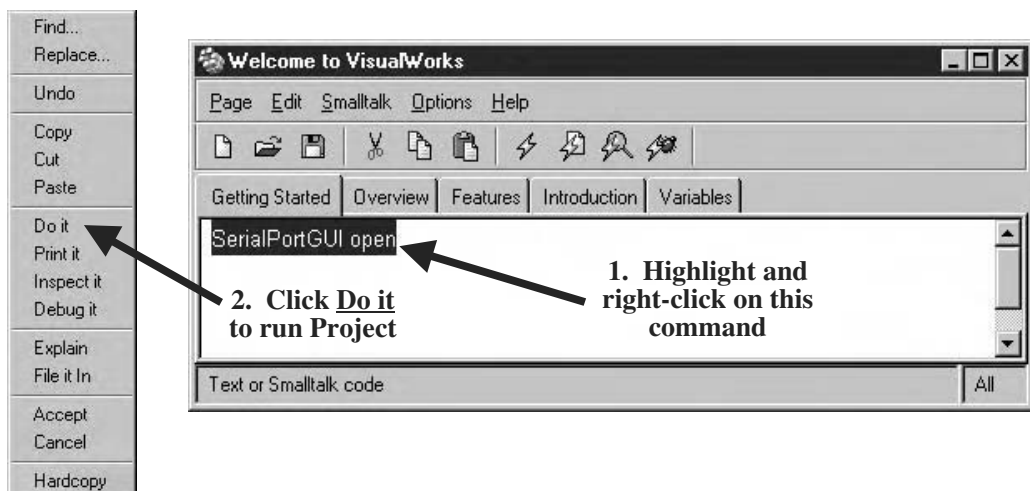 Find...
Replace...
Undo
Copy
Cut
Paste
Do it
Print it
Inspect it
Debug it
Explain
File it In
Accept
Cancel
Hardcopy
Welcome to VisualWorks
Page Edit Smalltalk Options Help
Getting Started Overview Features Introduction Variables
SerialPortGUI open
1. Highlight and
right-click on this
command
2. Click Do it
to run Project
Text or Smalltalk code All